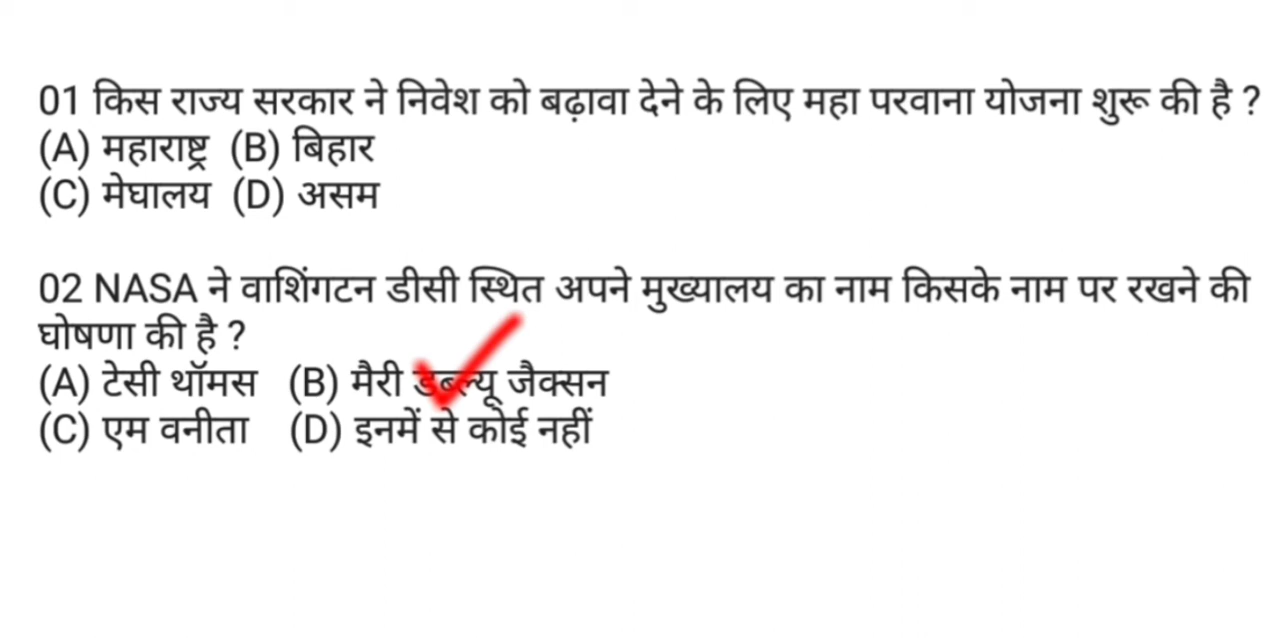 01 किस राज्य सरकार ने निवेश को बढ़ावा देने के लिए महा परवाना योजना शुरू की है ?
(A) महाराष्ट्र (B) बिहार
(C) मेघालय (D) असम
02 NASA ने वाशिंगटन डीसी स्थित अपने मुख्यालय का नाम किसके नाम पर रखने की
घोषणा की है ?
(A) टेसी थॉमस (B) मैरी डब्ल्यू जैक्सन
(C) एम वनीता (D) इनमें से कोई नहीं